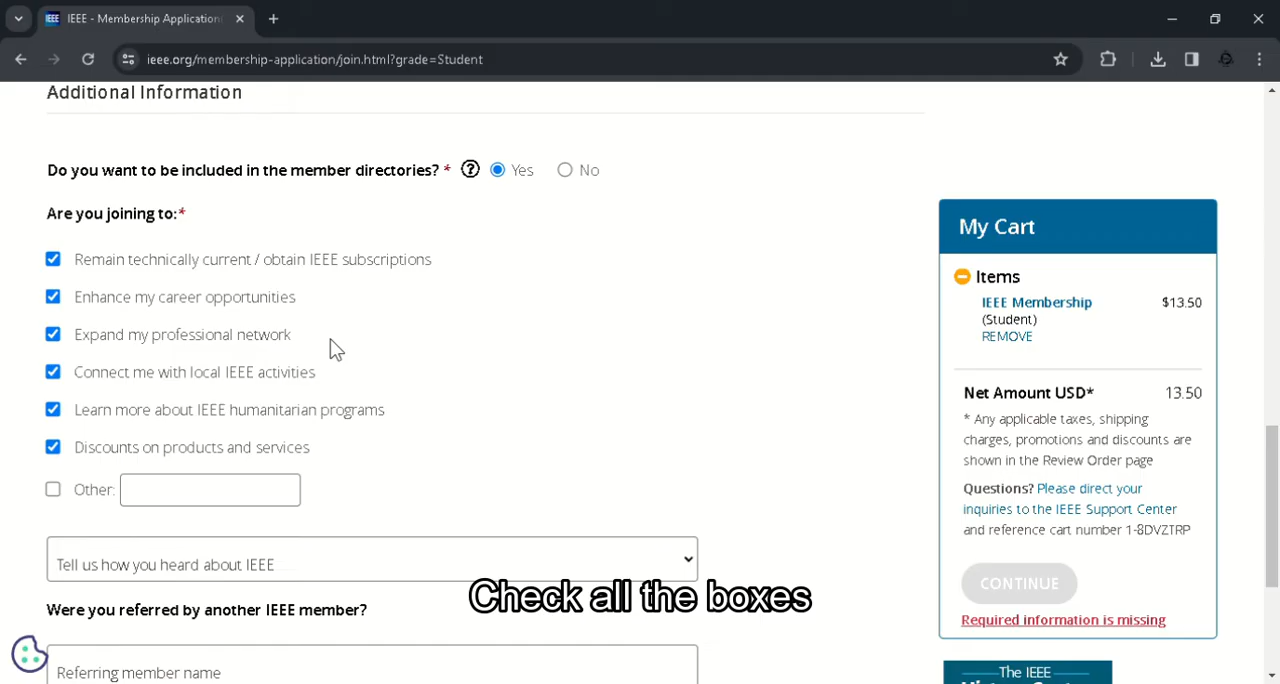 IEEE - Membership Application
ieee.org/membership-application/join.html?grade=Student
Additional Information
Do you want to be included in the member directories? * ? Yes No
Are you joining to:*
Remain technically current / obtain IEEE subscriptions
Enhance my career opportunities
Expand my professional network
Connect me with local IEEE activities
Learn more about IEEE humanitarian programs
Discounts on products and services
Other:
Tell us how you heard about IEEE
Check all the boxes
Were you referred by another IEEE member?
Referring member name
My Cart
Items
IEEE Membership $13.50
(Student)
REMOVE
Net Amount USD* 13.50
* Any applicable taxes, shipping
charges, promotions and discounts are
shown in the Review Order page
Questions? Please direct your
inquiries to the IEEE Support Center
and reference cart number 1-8DVZTRP
CONTINUE
Required information is missing
The IEEE